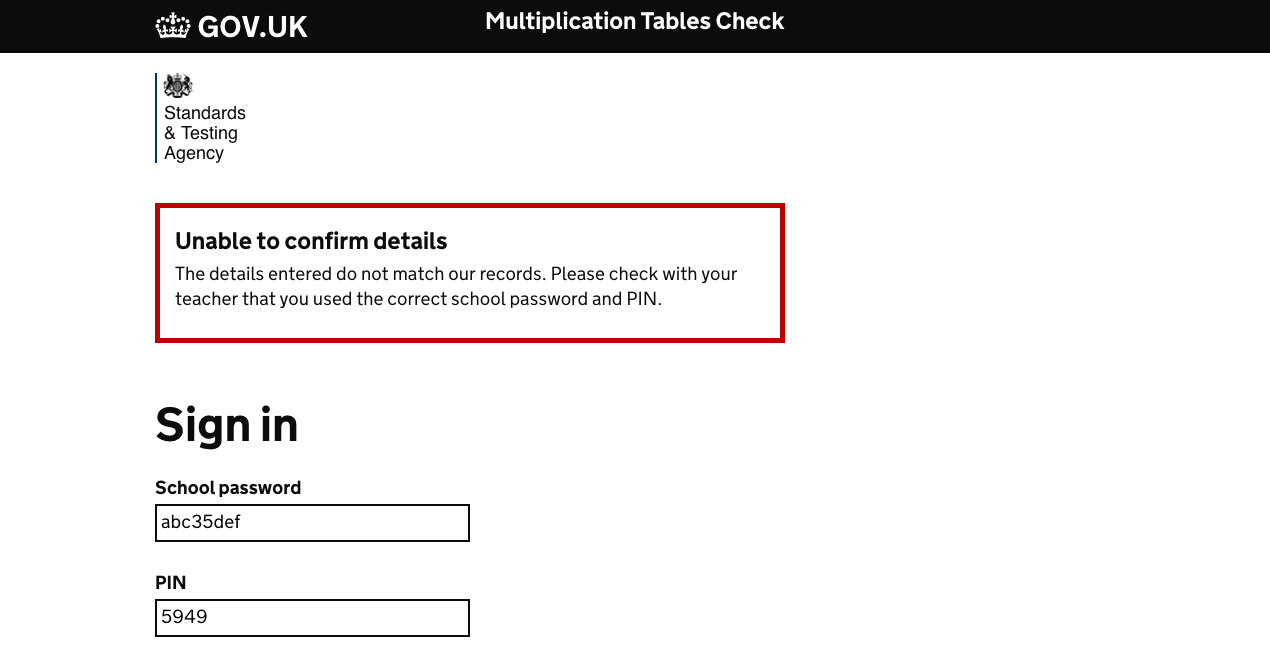 GOV.UK
Multiplication Tables Check
Standards
& Testing
Agency
Unable to confirm details
The details entered do not match our records. Please check with your
teacher that you used the correct school password and PIN.
Sign in
School password
abc35def
PIN
5949